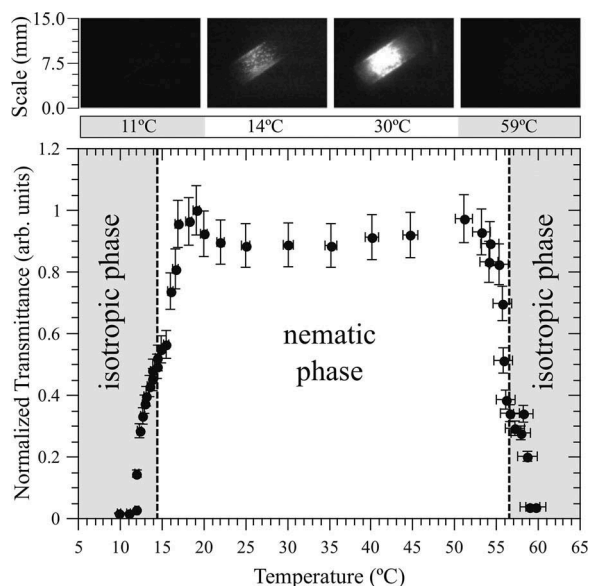 15.0
7.5
0.0
Scale (mm)
11ºC 14ºC 30ºC 59ºC
1.2
1
0.8
0.6
0.4
0.2
0
Normalized Transmittance (arb. units)
isotropic phase
nematic
phase
isotropic phase
5 10 15 20 25 30 35 40 45 50 55 60 65
Temperature (ºC)